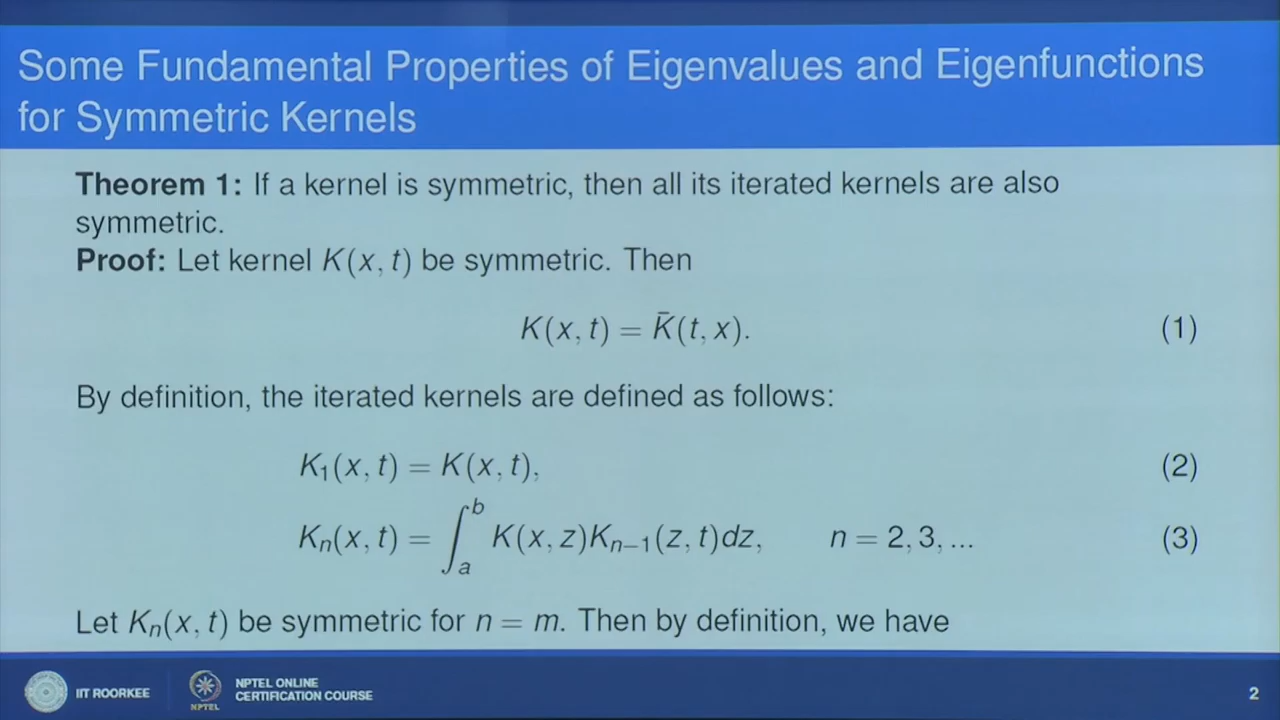 Some Fundamental Properties of Eigenvalues and Eigenfunctions
for Symmetric Kernels
Theorem 1: If a kernel is symmetric, then all its iterated kernels are also
symmetric.
Proof: Let kernel K(x, t) be symmetric. Then
K(x, t) = K̄(t, x). (1)
By definition, the iterated kernels are defined as follows:
K₁(x, t) = K(x, t), (2)
Kₙ(x, t) = ∫ₐᵇ K(x, z)Kₙ₋₁(z, t)dz, n = 2, 3, ... (3)
Let Kₙ(x, t) be symmetric for n = m. Then by definition, we have
IIT ROORKEE
NPTEL
NPTEL ONLINE
CERTIFICATION COURSE
2